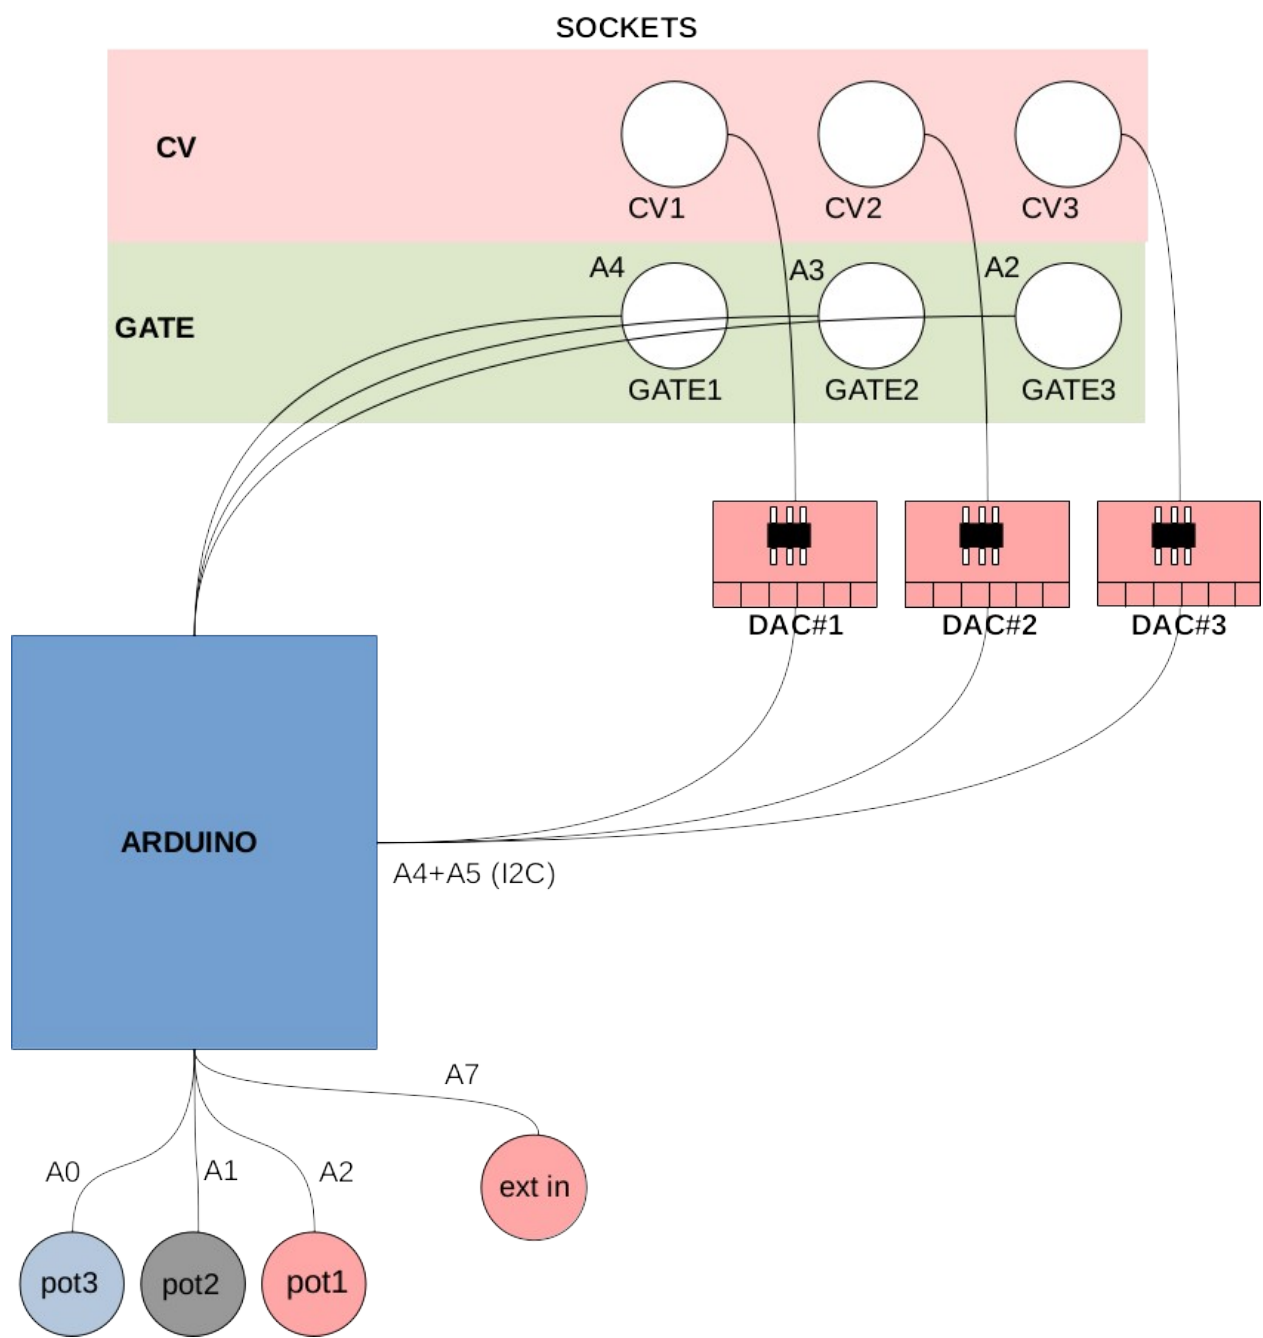 SOCKETS
CV
CV1
CV2
CV3
A4
A3
A2
GATE
GATE1
GATE2
GATE3
DAC#1
DAC#2
DAC#3
ARDUINO
A4+A5 (I2C)
A7
A0
A1
A2
ext in
pot3
pot2
pot1